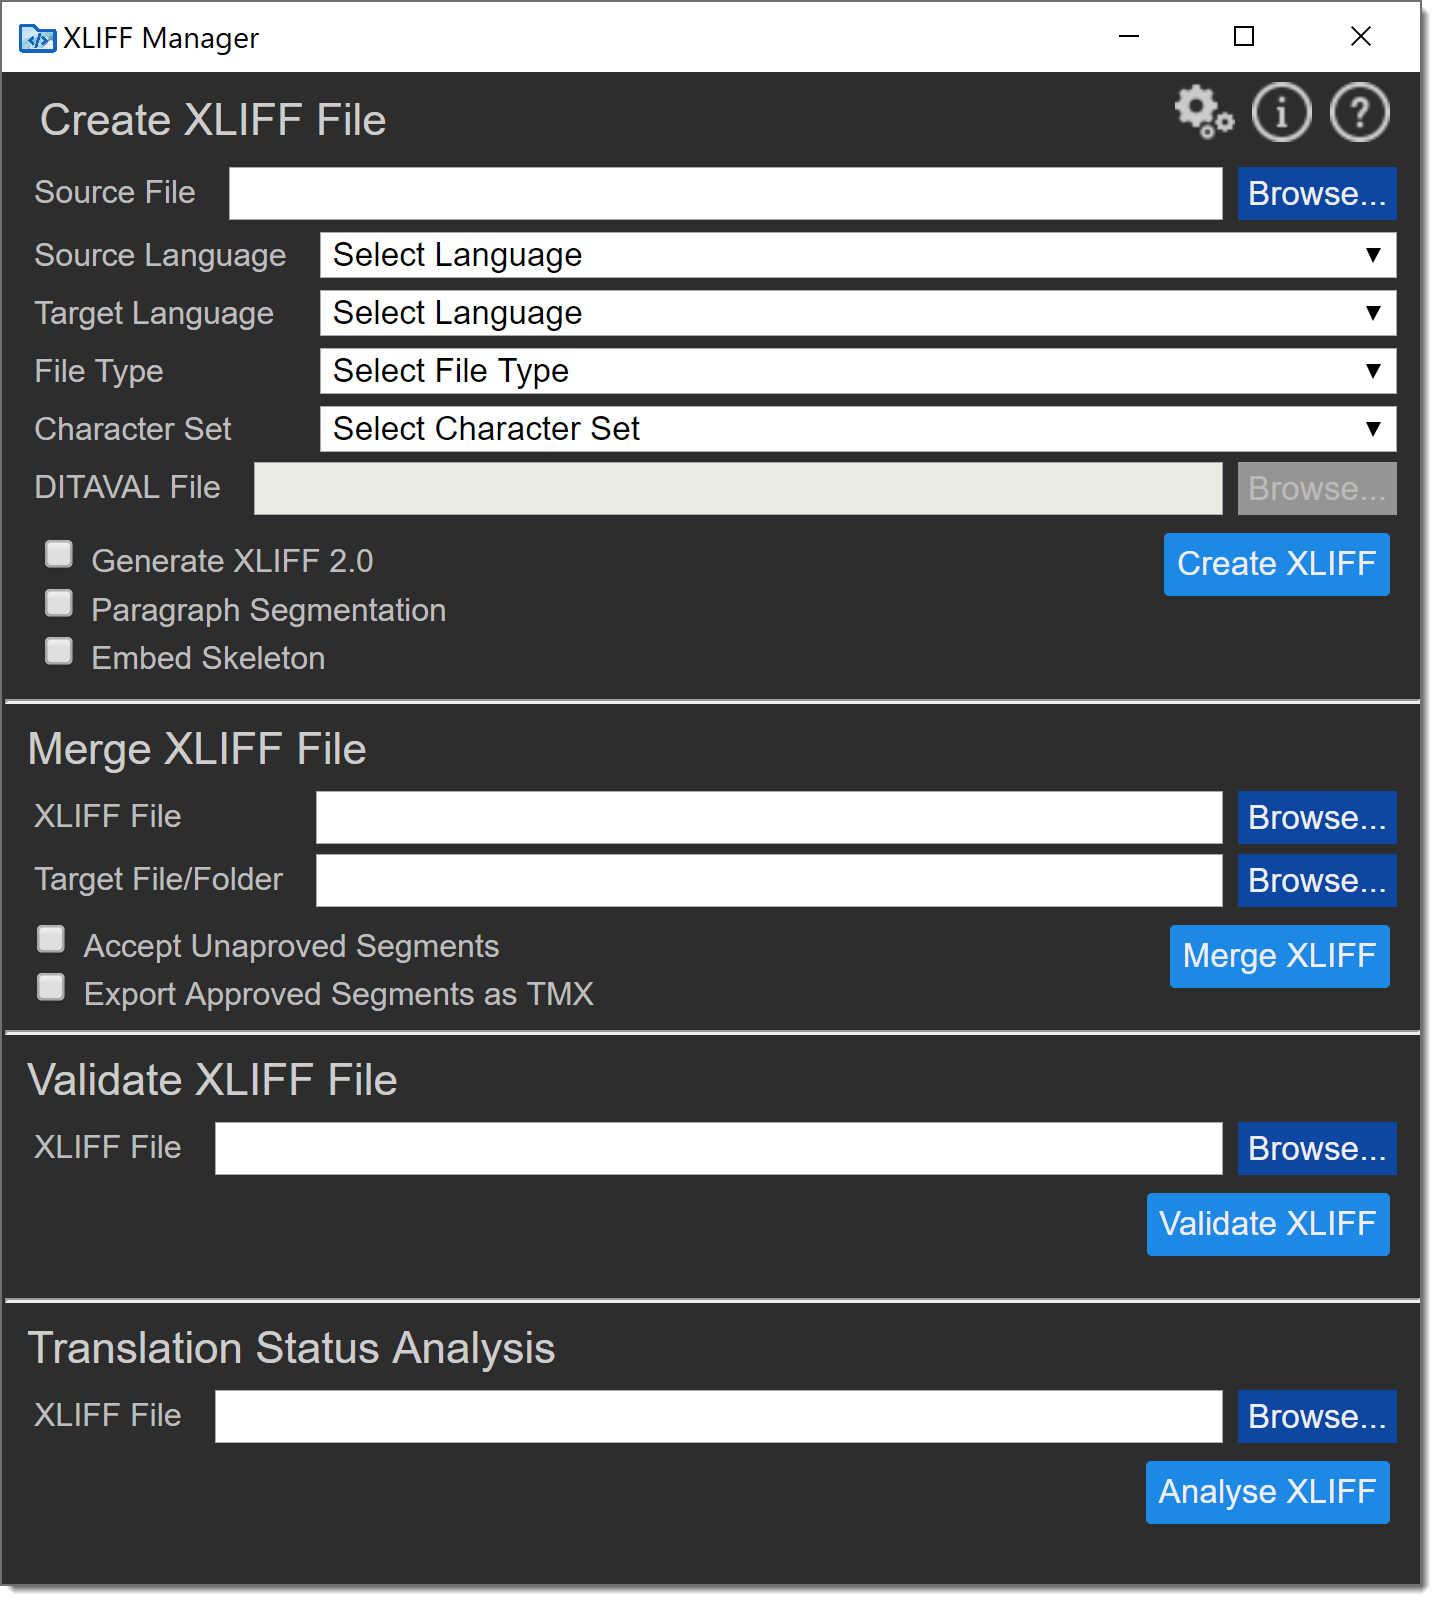 XLIFF Manager
Create XLIFF File
Source File Browse...
Source Language Select Language
Target Language Select Language
File Type Select File Type
Character Set Select Character Set
DITAVAL File Browse...
Generate XLIFF 2.0 Create XLIFF
Paragraph Segmentation
Embed Skeleton
Merge XLIFF File
XLIFF File Browse...
Target File/Folder Browse...
Accept Unaproved Segments Merge XLIFF
Export Approved Segments as TMX
Validate XLIFF File
XLIFF File Browse...
Validate XLIFF
Translation Status Analysis
XLIFF File Browse...
Analyse XLIFF